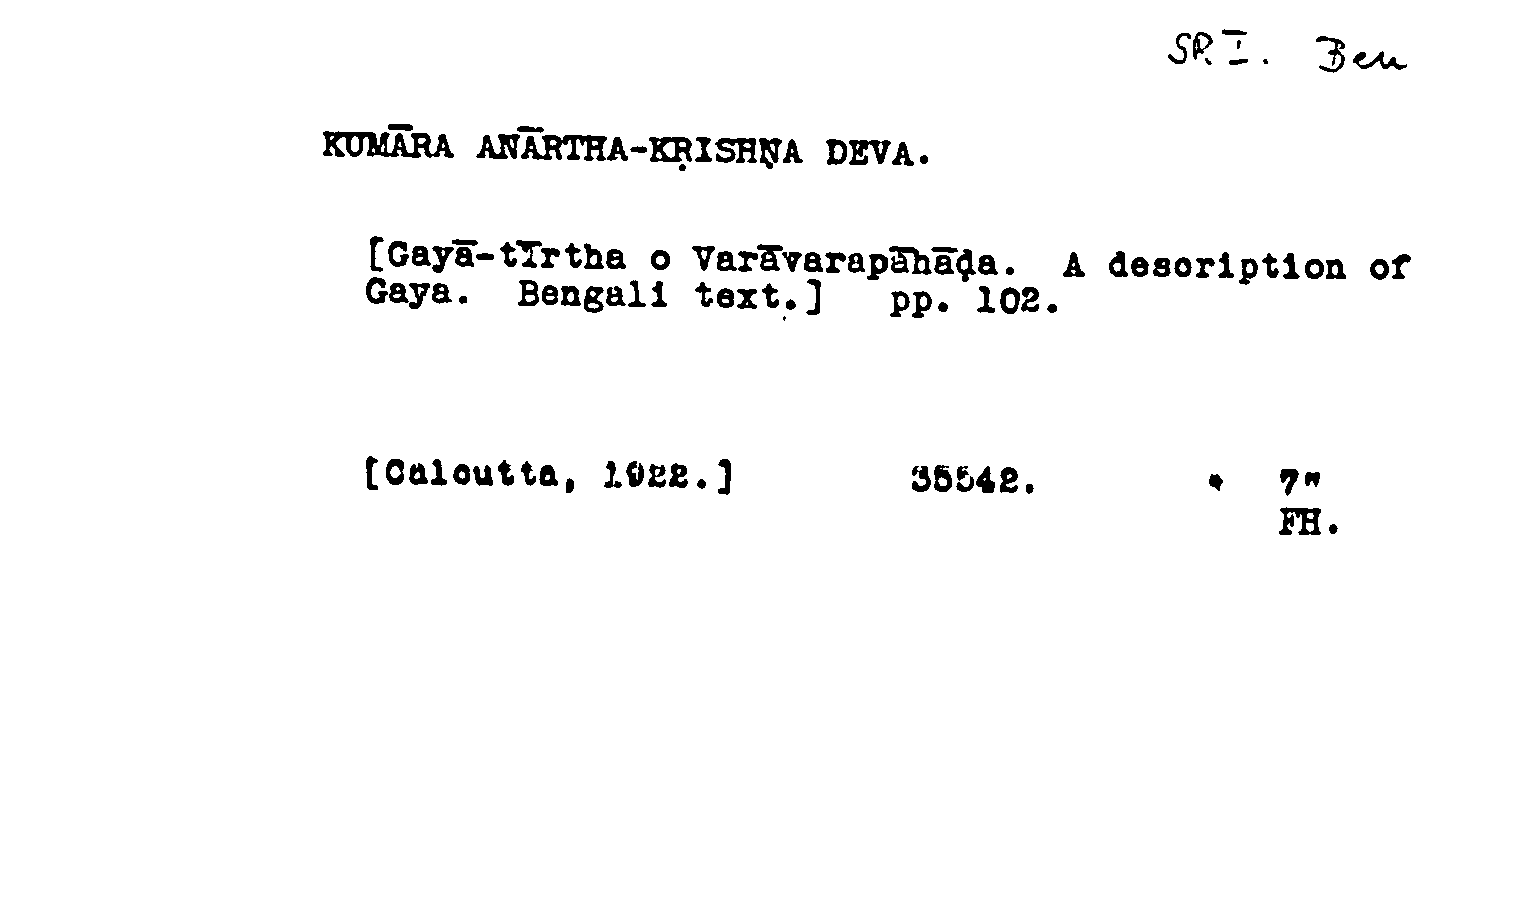 SR I. Ben
KUMĀRA ANĀRTHA-KṚISHṆA DEVA.
[Gayā-tīrtha o Varāvarapāhāḍa. A description of
Gaya. Bengali text.] pp. 102.
[Calcutta, 1922.] 35542. 7"
FH.